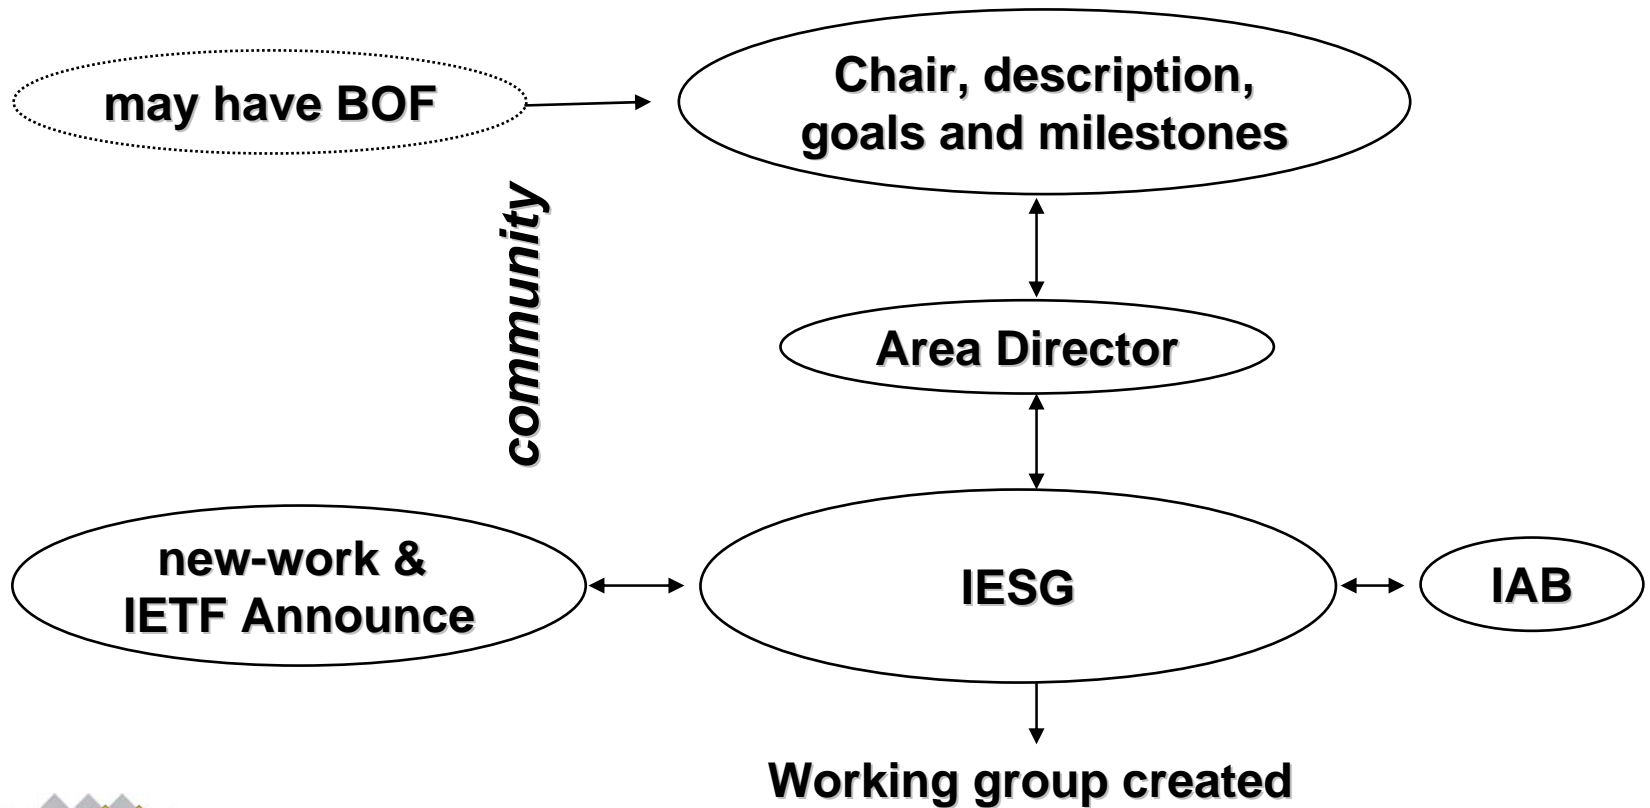 may have BOF
Chair, description,
goals and milestones
community
Area Director
new-work &
IETF Announce
IESG
IAB
Working group created